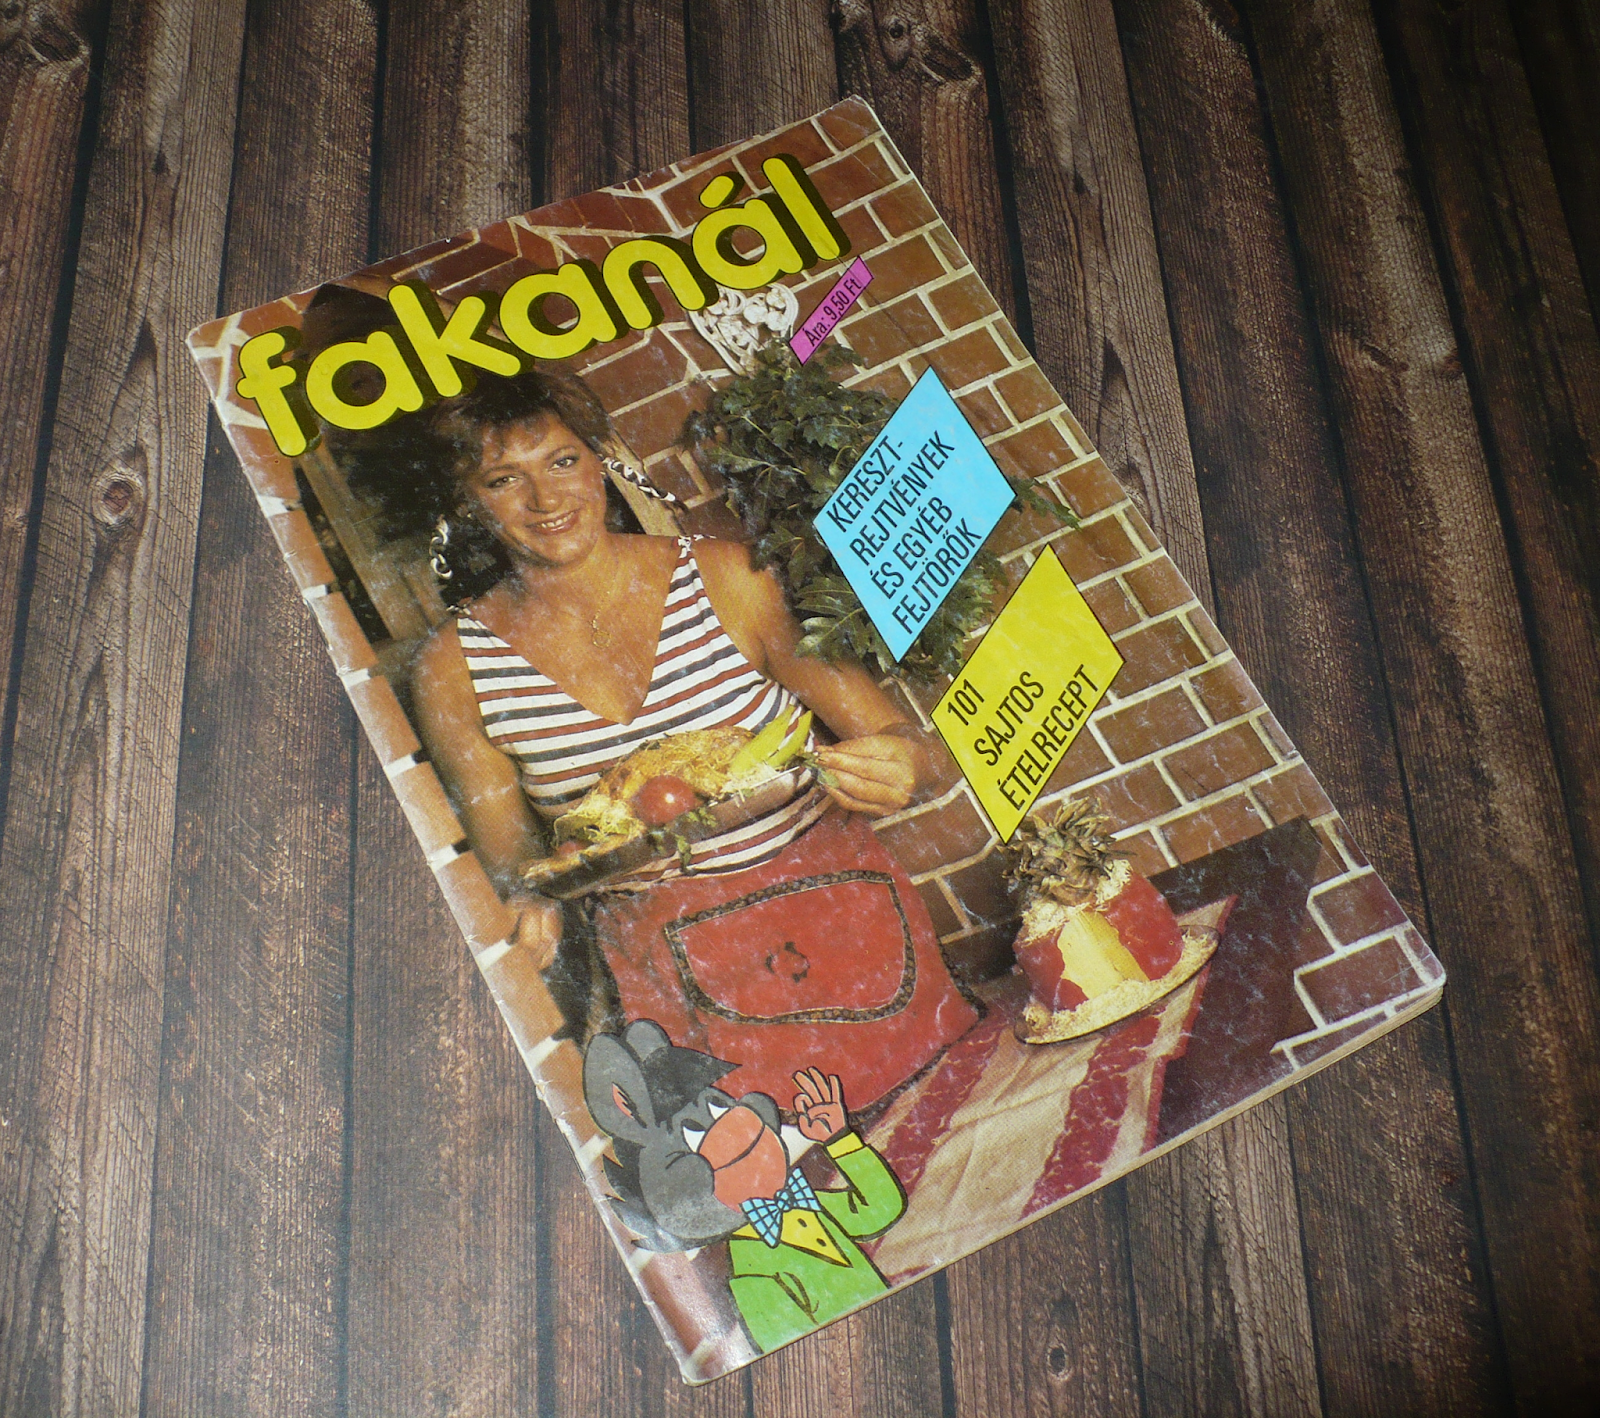 fakanál
Ára: 9,50 Ft
KERESZT-
REJTVÉNYEK
ÉS EGYÉB
FEJTÖRŐK
101
SAJTOS
ÉTELRECEPT